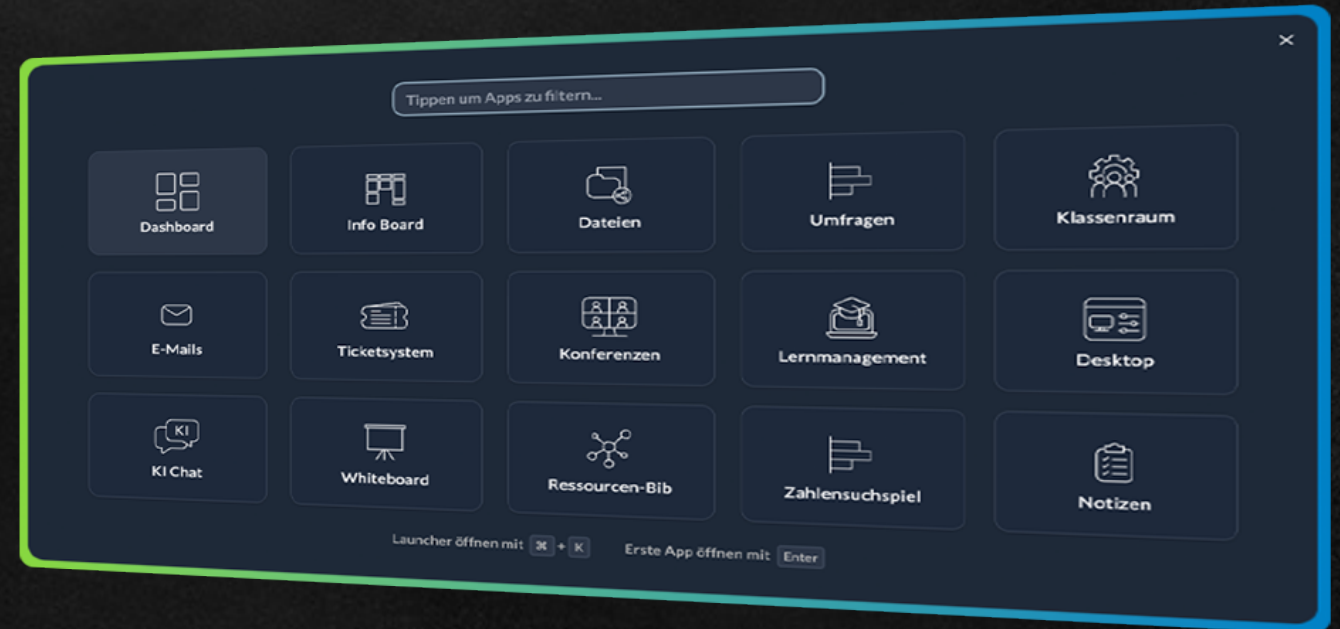 ×
Tippen um Apps zu filtern...
Dashboard
Info Board
Dateien
Umfragen
Klassenraum
E-Mails
Ticketsystem
Konferenzen
Lernmanagement
Desktop
KI
KI Chat
Whiteboard
Ressourcen-Bib
Zahlensuchspiel
Notizen
Launcher öffnen mit ⌘ + K Erste App öffnen mit Enter